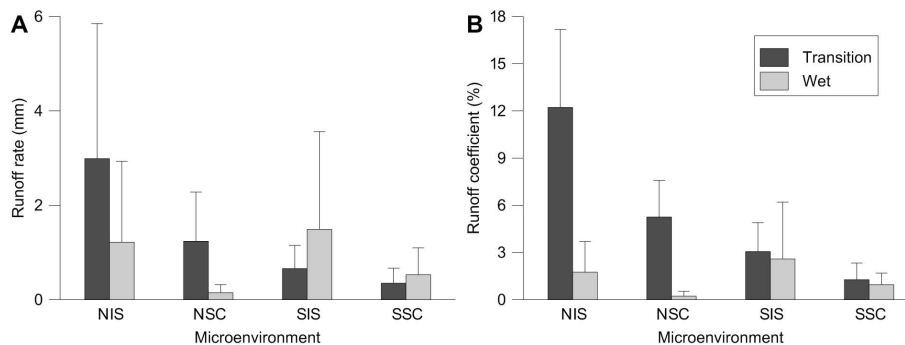 A
Runoff rate (mm)
6
4
2
0
NIS NSC SIS SSC
Microenvironment
B
Runoff coefficient (%)
18
15
12
9
6
3
0
NIS NSC SIS SSC
Microenvironment
Transition
Wet